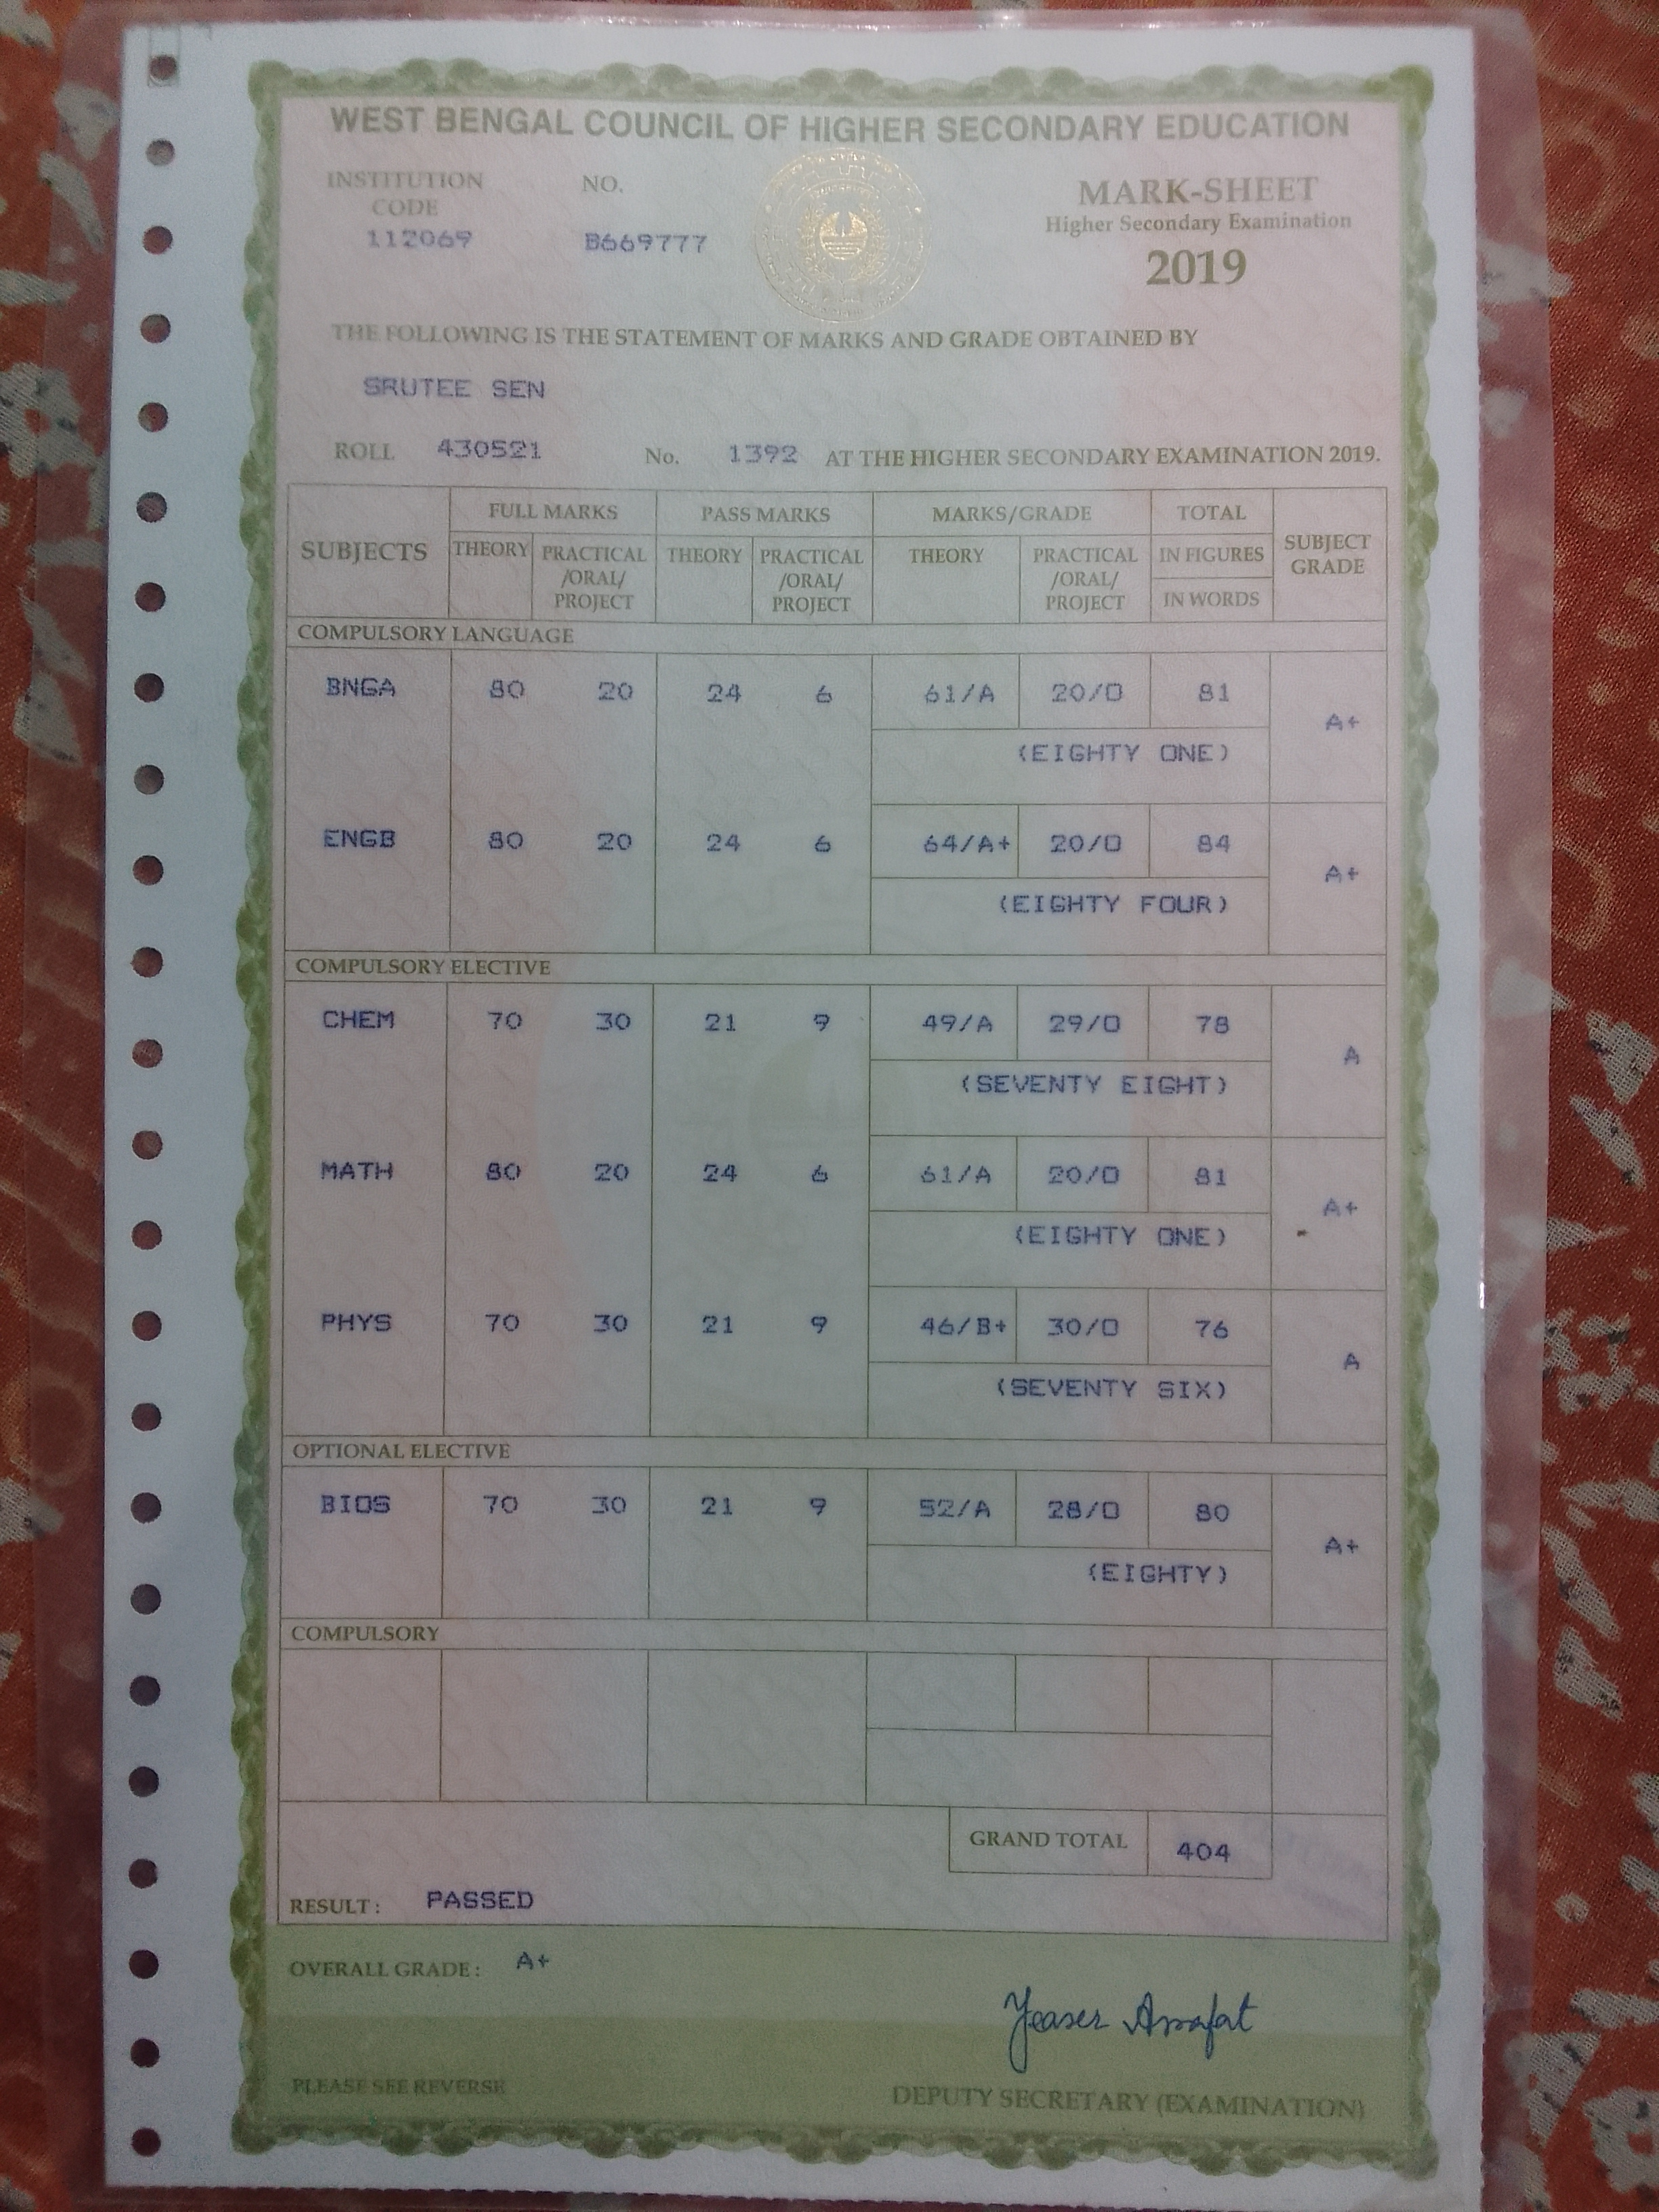 WEST BENGAL COUNCIL OF HIGHER SECONDARY EDUCATION
INSTITUTION CODE 112069
NO. B669777
MARK-SHEET
Higher Secondary Examination
2019
THE FOLLOWING IS THE STATEMENT OF MARKS AND GRADE OBTAINED BY
SRUTEE SEN
ROLL 430521 No. 1392 AT THE HIGHER SECONDARY EXAMINATION 2019.
SUBJECTS FULL MARKS PASS MARKS MARKS/GRADE TOTAL SUBJECT GRADE
THEORY PRACTICAL /ORAL/ PROJECT THEORY PRACTICAL /ORAL/ PROJECT THEORY PRACTICAL /ORAL/ PROJECT IN FIGURES
IN WORDS
COMPULSORY LANGUAGE
BNGA 80 20 24 6 61/A 20/O 81 A+
(EIGHTY ONE)
ENGB 80 20 24 6 64/A+ 20/O 84 A+
(EIGHTY FOUR)
COMPULSORY ELECTIVE
CHEM 70 30 21 9 49/A 29/O 78 A
(SEVENTY EIGHT)
MATH 80 20 24 6 61/A 20/O 81 A+
(EIGHTY ONE)
PHYS 70 30 21 9 46/B+ 30/O 76 A
(SEVENTY SIX)
OPTIONAL ELECTIVE
BIOS 70 30 21 9 52/A 28/O 80 A+
(EIGHTY)
COMPULSORY
GRAND TOTAL 404
RESULT : PASSED
OVERALL GRADE : A+
Yeaser Arrafat
PLEASE SEE REVERSE
DEPUTY SECRETARY (EXAMINATION)